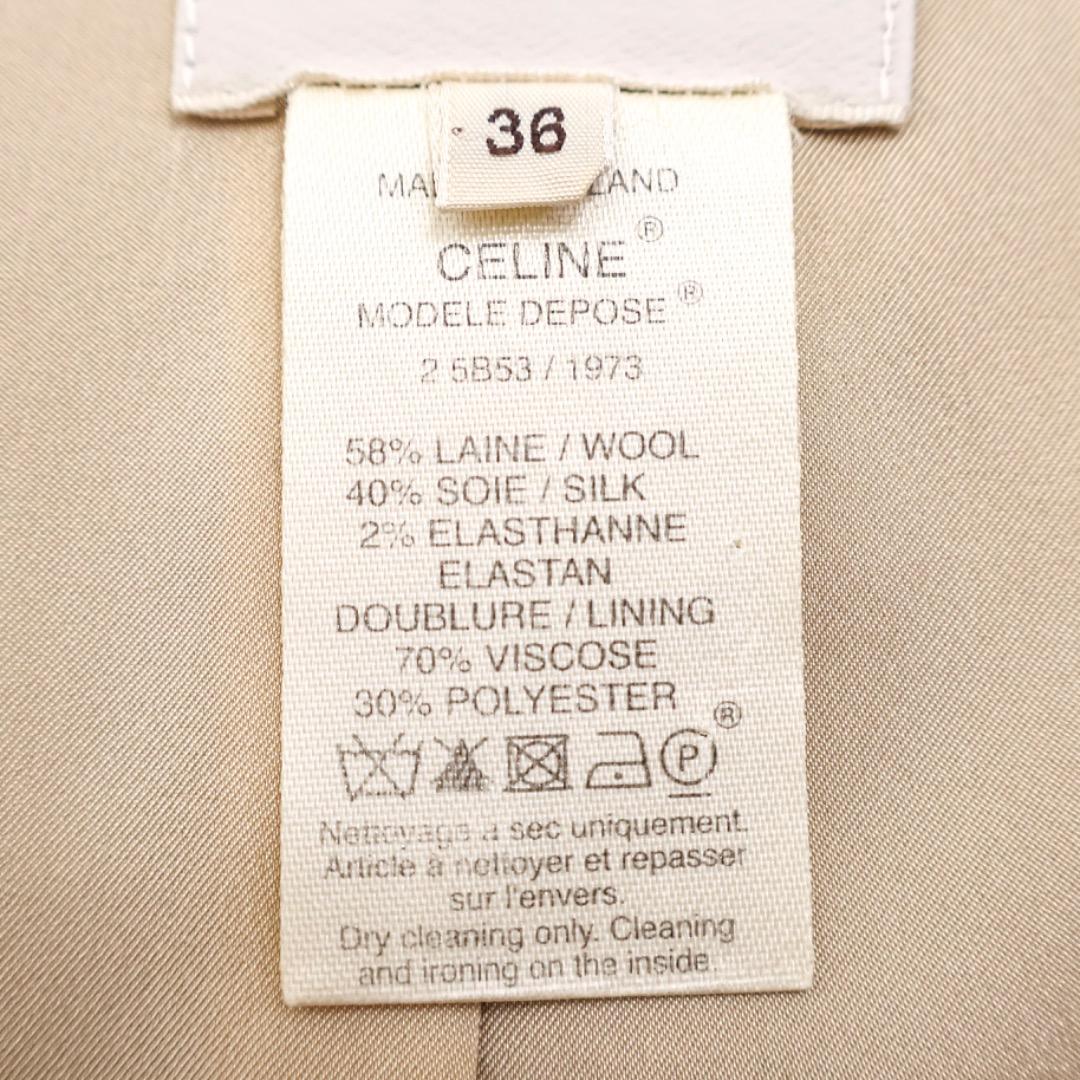 36
CELINE®
MODELE DEPOSE®
2 5B53 / 1973
58% LAINE / WOOL
40% SOIE / SILK
2% ELASTHANNE
ELASTAN
DOUBLURE / LINING
70% VISCOSE
30% POLYESTER
P®
Nettoyage a sec uniquement.
Article à nettoyer et repasser
sur l'envers.
Dry cleaning only. Cleaning
and ironing on the inside.